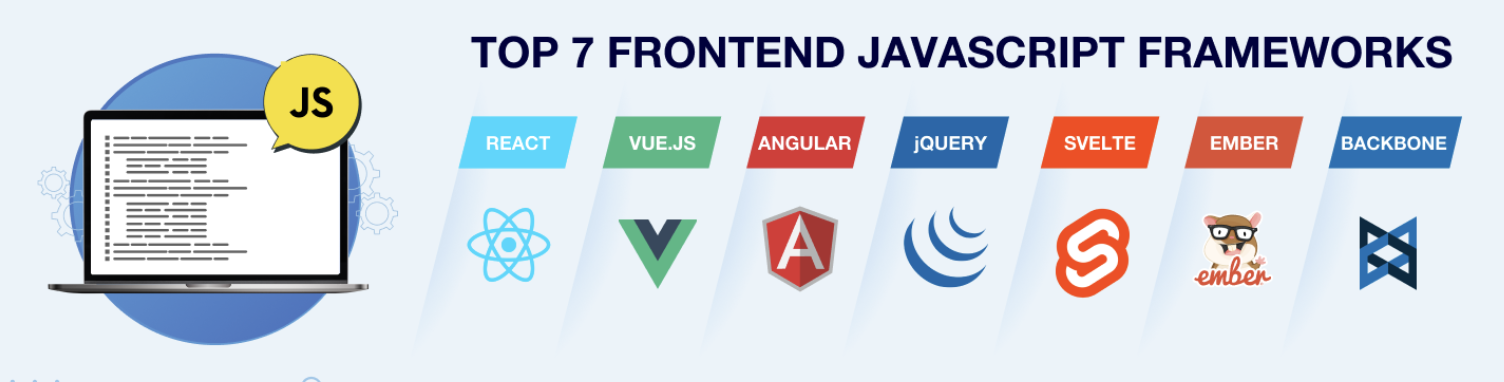 JS
TOP 7 FRONTEND JAVASCRIPT FRAMEWORKS
REACT
VUE.JS
ANGULAR
jQUERY
SVELTE
EMBER
BACKBONE
A
ember